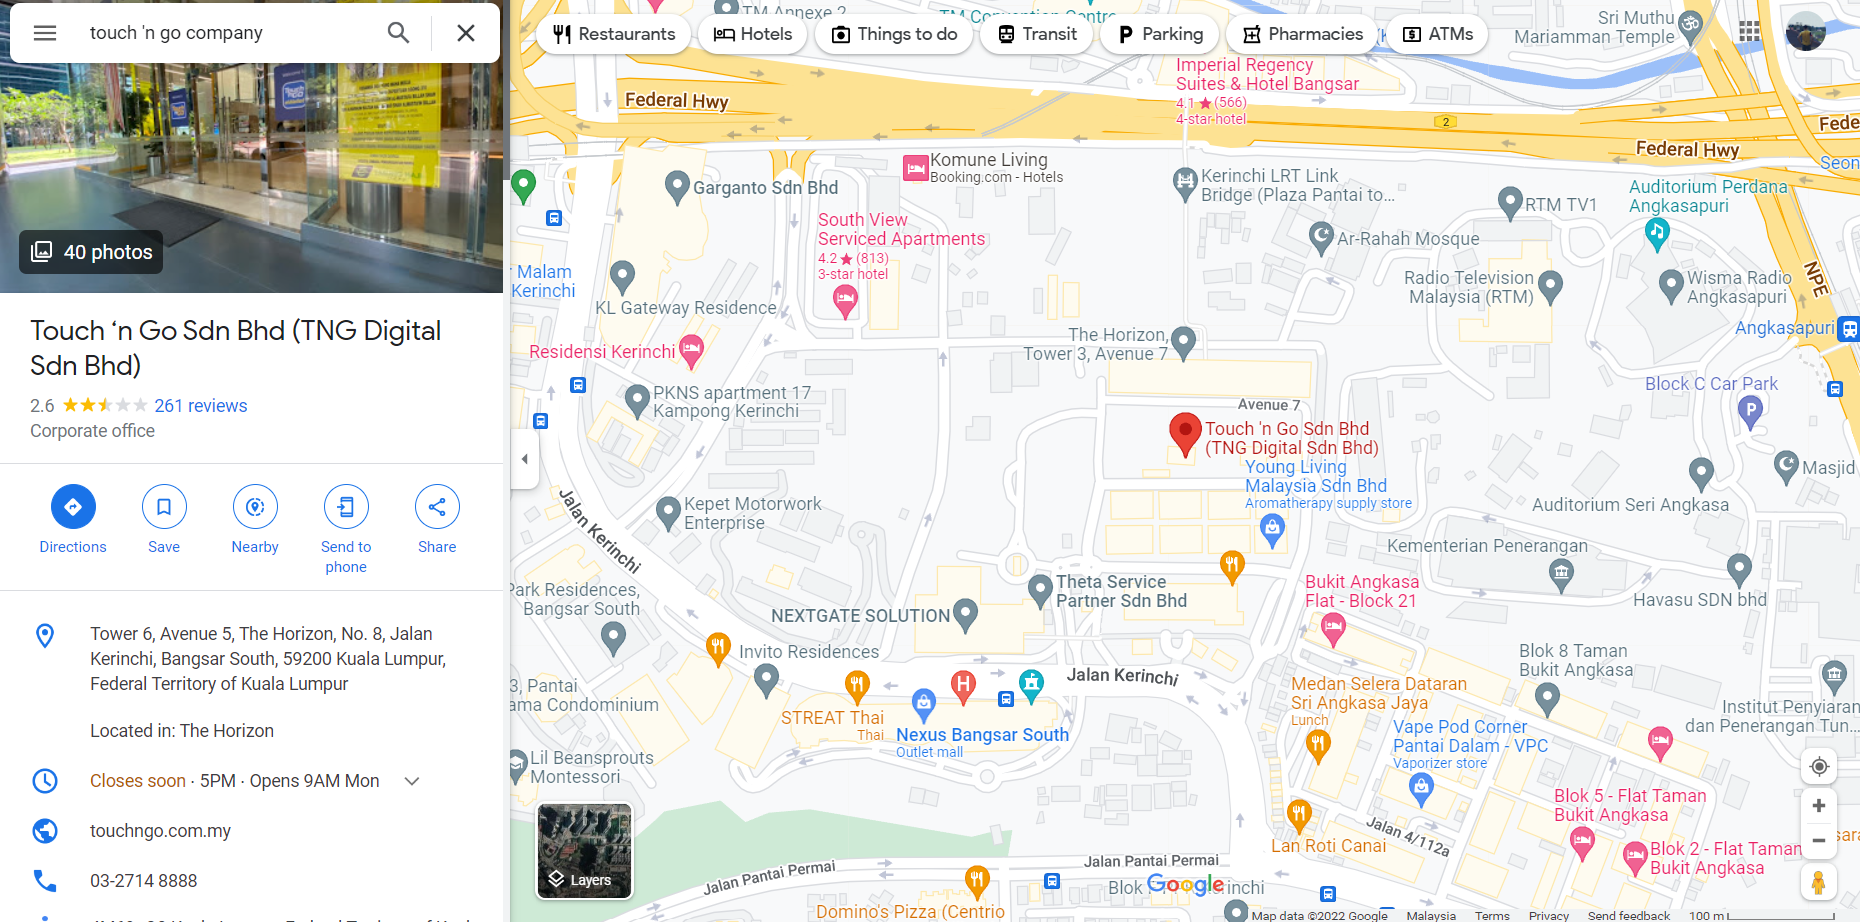 touch 'n go company
40 photos
Touch ‘n Go Sdn Bhd (TNG Digital
Sdn Bhd)
2.6
261 reviews
Corporate office
Directions
Save
Nearby
Send to
phone
Share
Tower 6, Avenue 5, The Horizon, No. 8, Jalan
Kerinchi, Bangsar South, 59200 Kuala Lumpur,
Federal Territory of Kuala Lumpur
Located in: The Horizon
Closes soon · 5PM · Opens 9AM Mon
touchngo.com.my
03-2714 8888
Restaurants
Hotels
Things to do
Transit
Parking
Pharmacies
ATMs
TM Annexe 2
TM Convention Centre
Sri Muthu
Mariamman Temple
Imperial Regency
Suites & Hotel Bangsar
4.1 ★ (566)
4-star hotel
Federal Hwy
2
Federal Hwy
Fede
Seon
Komune Living
Booking.com - Hotels
Garganto Sdn Bhd
Kerinchi LRT Link
Bridge (Plaza Pantai to...
RTM TV1
Auditorium Perdana
Angkasapuri
South View
Serviced Apartments
4.2 ★ (813)
3-star hotel
Ar-Rahah Mosque
r Malam
Kerinchi
KL Gateway Residence
Radio Television
Malaysia (RTM)
Wisma Radio
Angkasapuri
NPE
Angkasapuri
Residensi Kerinchi
The Horizon,
Tower 3, Avenue 7
PKNS apartment 17
Kampong Kerinchi
Block C Car Park
P
Avenue 7
Touch 'n Go Sdn Bhd
(TNG Digital Sdn Bhd)
Young Living
Malaysia Sdn Bhd
Aromatherapy supply store
Masjid
Auditorium Seri Angkasa
Jalan Kerinchi
Kepet Motorwork
Enterprise
Kementerian Penerangan
Havasu SDN bhd
Park Residences,
Bangsar South
Theta Service
Partner Sdn Bhd
NEXTGATE SOLUTION
Bukit Angkasa
Flat - Block 21
Invito Residences
Blok 8 Taman
Bukit Angkasa
3, Pantai
ama Condominium
H
Jalan Kerinchi
STREAT Thai
Thai
Nexus Bangsar South
Outlet mall
Medan Selera Dataran
Sri Angkasa Jaya
Lunch
Vape Pod Corner
Pantai Dalam - VPC
Vaporizer store
Institut Penyiaran
dan Penerangan Tun...
Lil Beansprouts
Montessori
Blok 5 - Flat Taman
Bukit Angkasa
Lan Roti Canai
Jalan 4/112a
Blok 2 - Flat Taman
Bukit Angkasa
Layers
Jalan Pantai Permai
Jalan Pantai Permai
Google
Domino's Pizza (Centrio
Map data ©2022 Google
Malaysia
Terms
Privacy
Send feedback
100 m